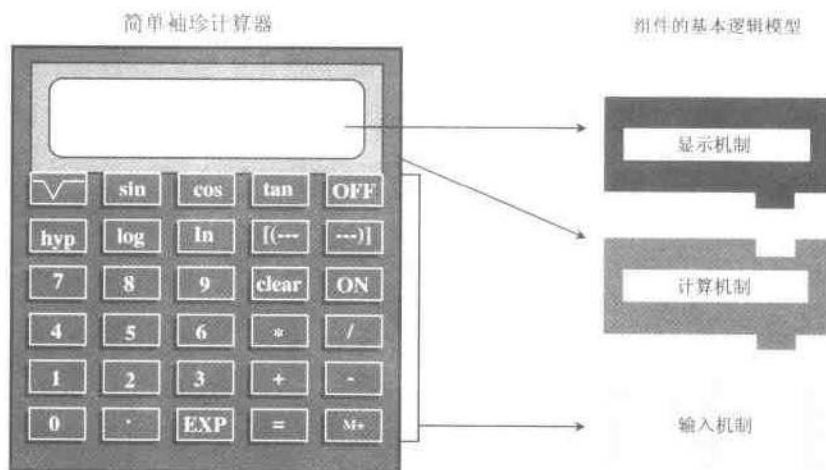 简单袖珍计算器
组件的基本逻辑模型
sin cos tan OFF
hyp log ln [(--- ---)]
7 8 9 clear ON
4 5 6 * /
1 2 3 + -
0 · EXP = M+
显示机制
计算机制
输入机制